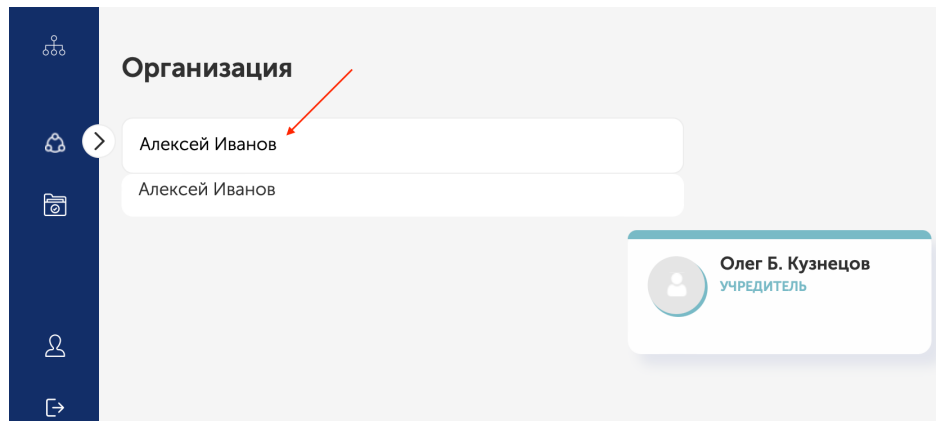 Организация
Алексей Иванов
Алексей Иванов
Олег Б. Кузнецов
УЧРЕДИТЕЛЬ